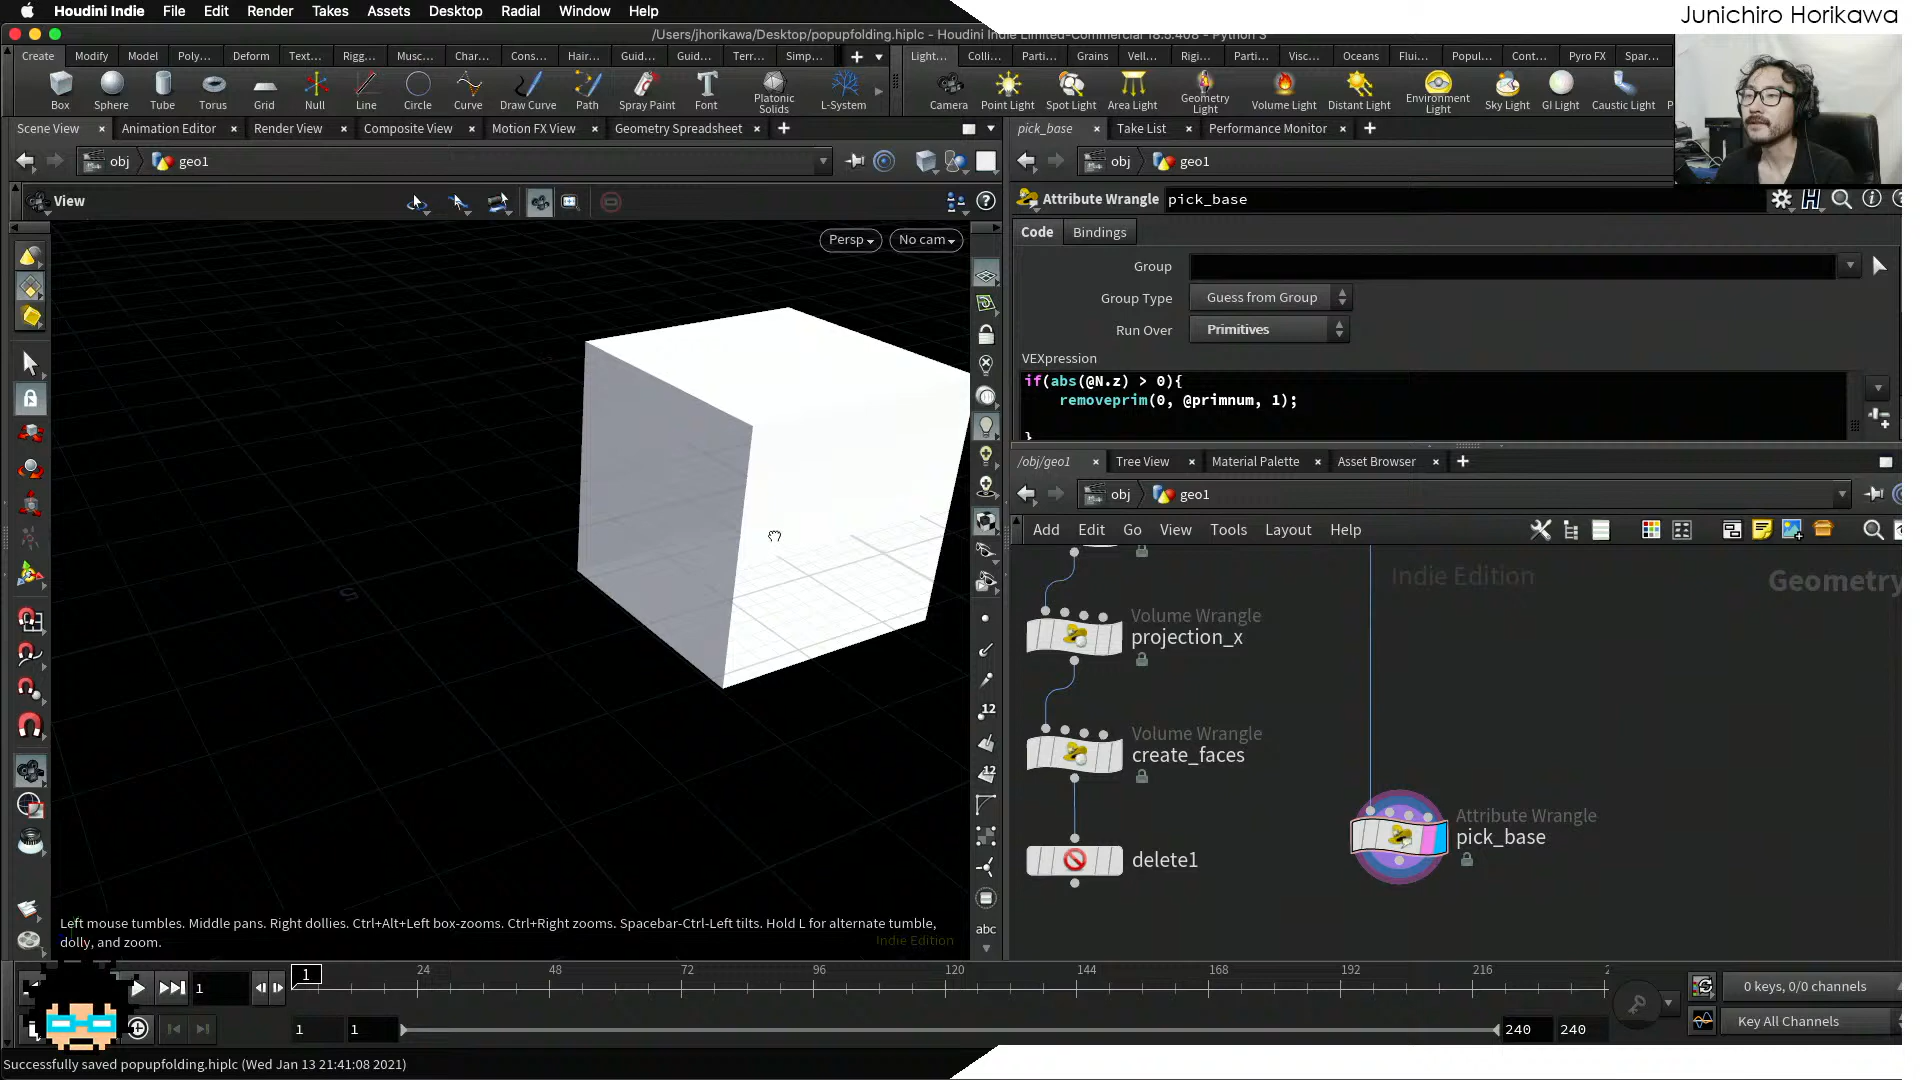 Houdini Indie File Edit Render Takes Assets Desktop Radial Window Help
Junichiro Horikawa
/Users/jhorikawa/Desktop/popupfolding.hiplc - Houdini Indie Limited-Commercial 18.5.408 - Python 3
Create Modify Model Poly... Deform Text... Rigg... Musc... Char... Cons... Hair... Guid... Guid... Terr... Simp...
Light... Colli... Parti... Grains Vell... Rigi... Parti... Visc... Oceans Flui... Popul... Cont... Pyro FX Spar...
Box Sphere Tube Torus Grid Null Line Circle Curve Draw Curve Path Spray Paint Font Platonic Solids L-System
Camera Point Light Spot Light Area Light Geometry Light Volume Light Distant Light Environment Light Sky Light GI Light Caustic Light P
Scene View Animation Editor Render View Composite View Motion FX View Geometry Spreadsheet
pick_base Take List Performance Monitor
obj geo1
obj geo1
View
Attribute Wrangle pick_base
Code Bindings
Persp No cam
Group
Group Type Guess from Group
Run Over Primitives
VEXpression
if(abs(@N.z) > 0){
removeprim(0, @primnum, 1);
}
/obj/geo1 Tree View Material Palette Asset Browser
obj geo1
Add Edit Go View Tools Layout Help
Indie Edition
Geometry
Volume Wrangle
projection_x
Volume Wrangle
create_faces
Attribute Wrangle
pick_base
delete1
5
12
12
abc
Left mouse tumbles. Middle pans. Right dollies. Ctrl+Alt+Left box-zooms. Ctrl+Right zooms. Spacebar-Ctrl-Left tilts. Hold L for alternate tumble,
dolly, and zoom.
Indie Edition
1 1 24 48 72 96 120 144 168 192 216 2
0 keys, 0/0 channels
1 1 240 240
Key All Channels
Successfully saved popupfolding.hiplc (Wed Jan 13 21:41:08 2021)